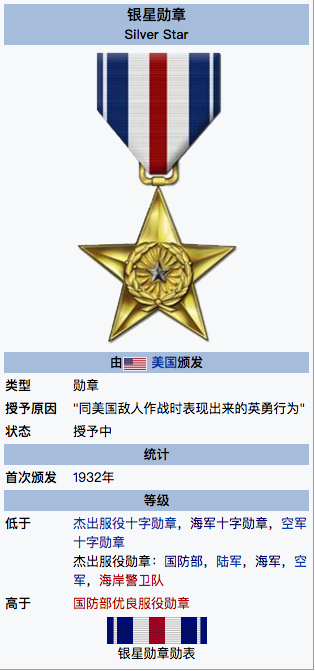 银星勋章
Silver Star
由 美国颁发
类型 勋章
授予原因 "同美国敌人作战时表现出来的英勇行为"
状态 授予中
统计
首次颁发 1932年
等级
低于 杰出服役十字勋章，海军十字勋章，空军
十字勋章
杰出服役勋章：国防部，陆军，海军，空
军，海岸警卫队
高于 国防部优良服役勋章
银星勋章勋表